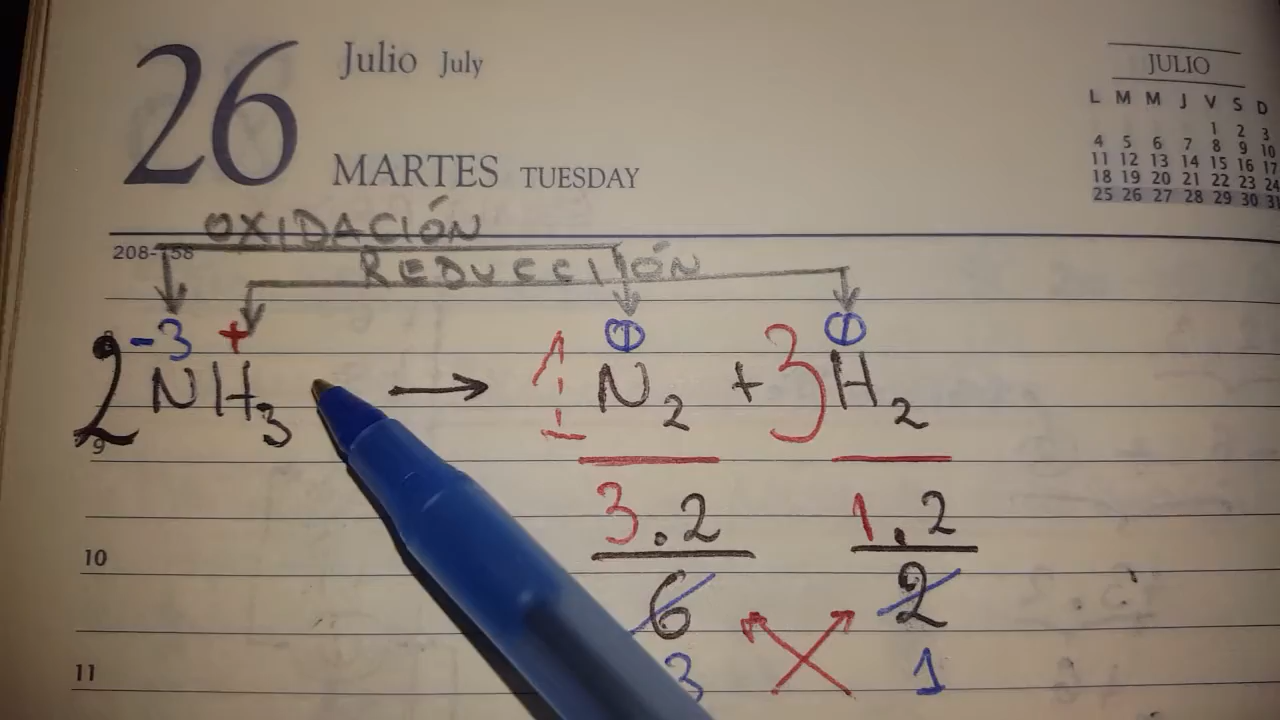 26 Julio July
MARTES TUESDAY
JULIO
L M M J V S D
1 2 3
4 5 6 7 8 9 10
11 12 13 14 15 16 17
18 19 20 21 22 23 24
25 26 27 28 29 30 31
OXIDACIÓN
208-158
REDUCCIÓN
-3 + 0 0
2 NH3 → 1 N2 + 3 H2
9
3.2 1.2
10
6 2
3 1
11